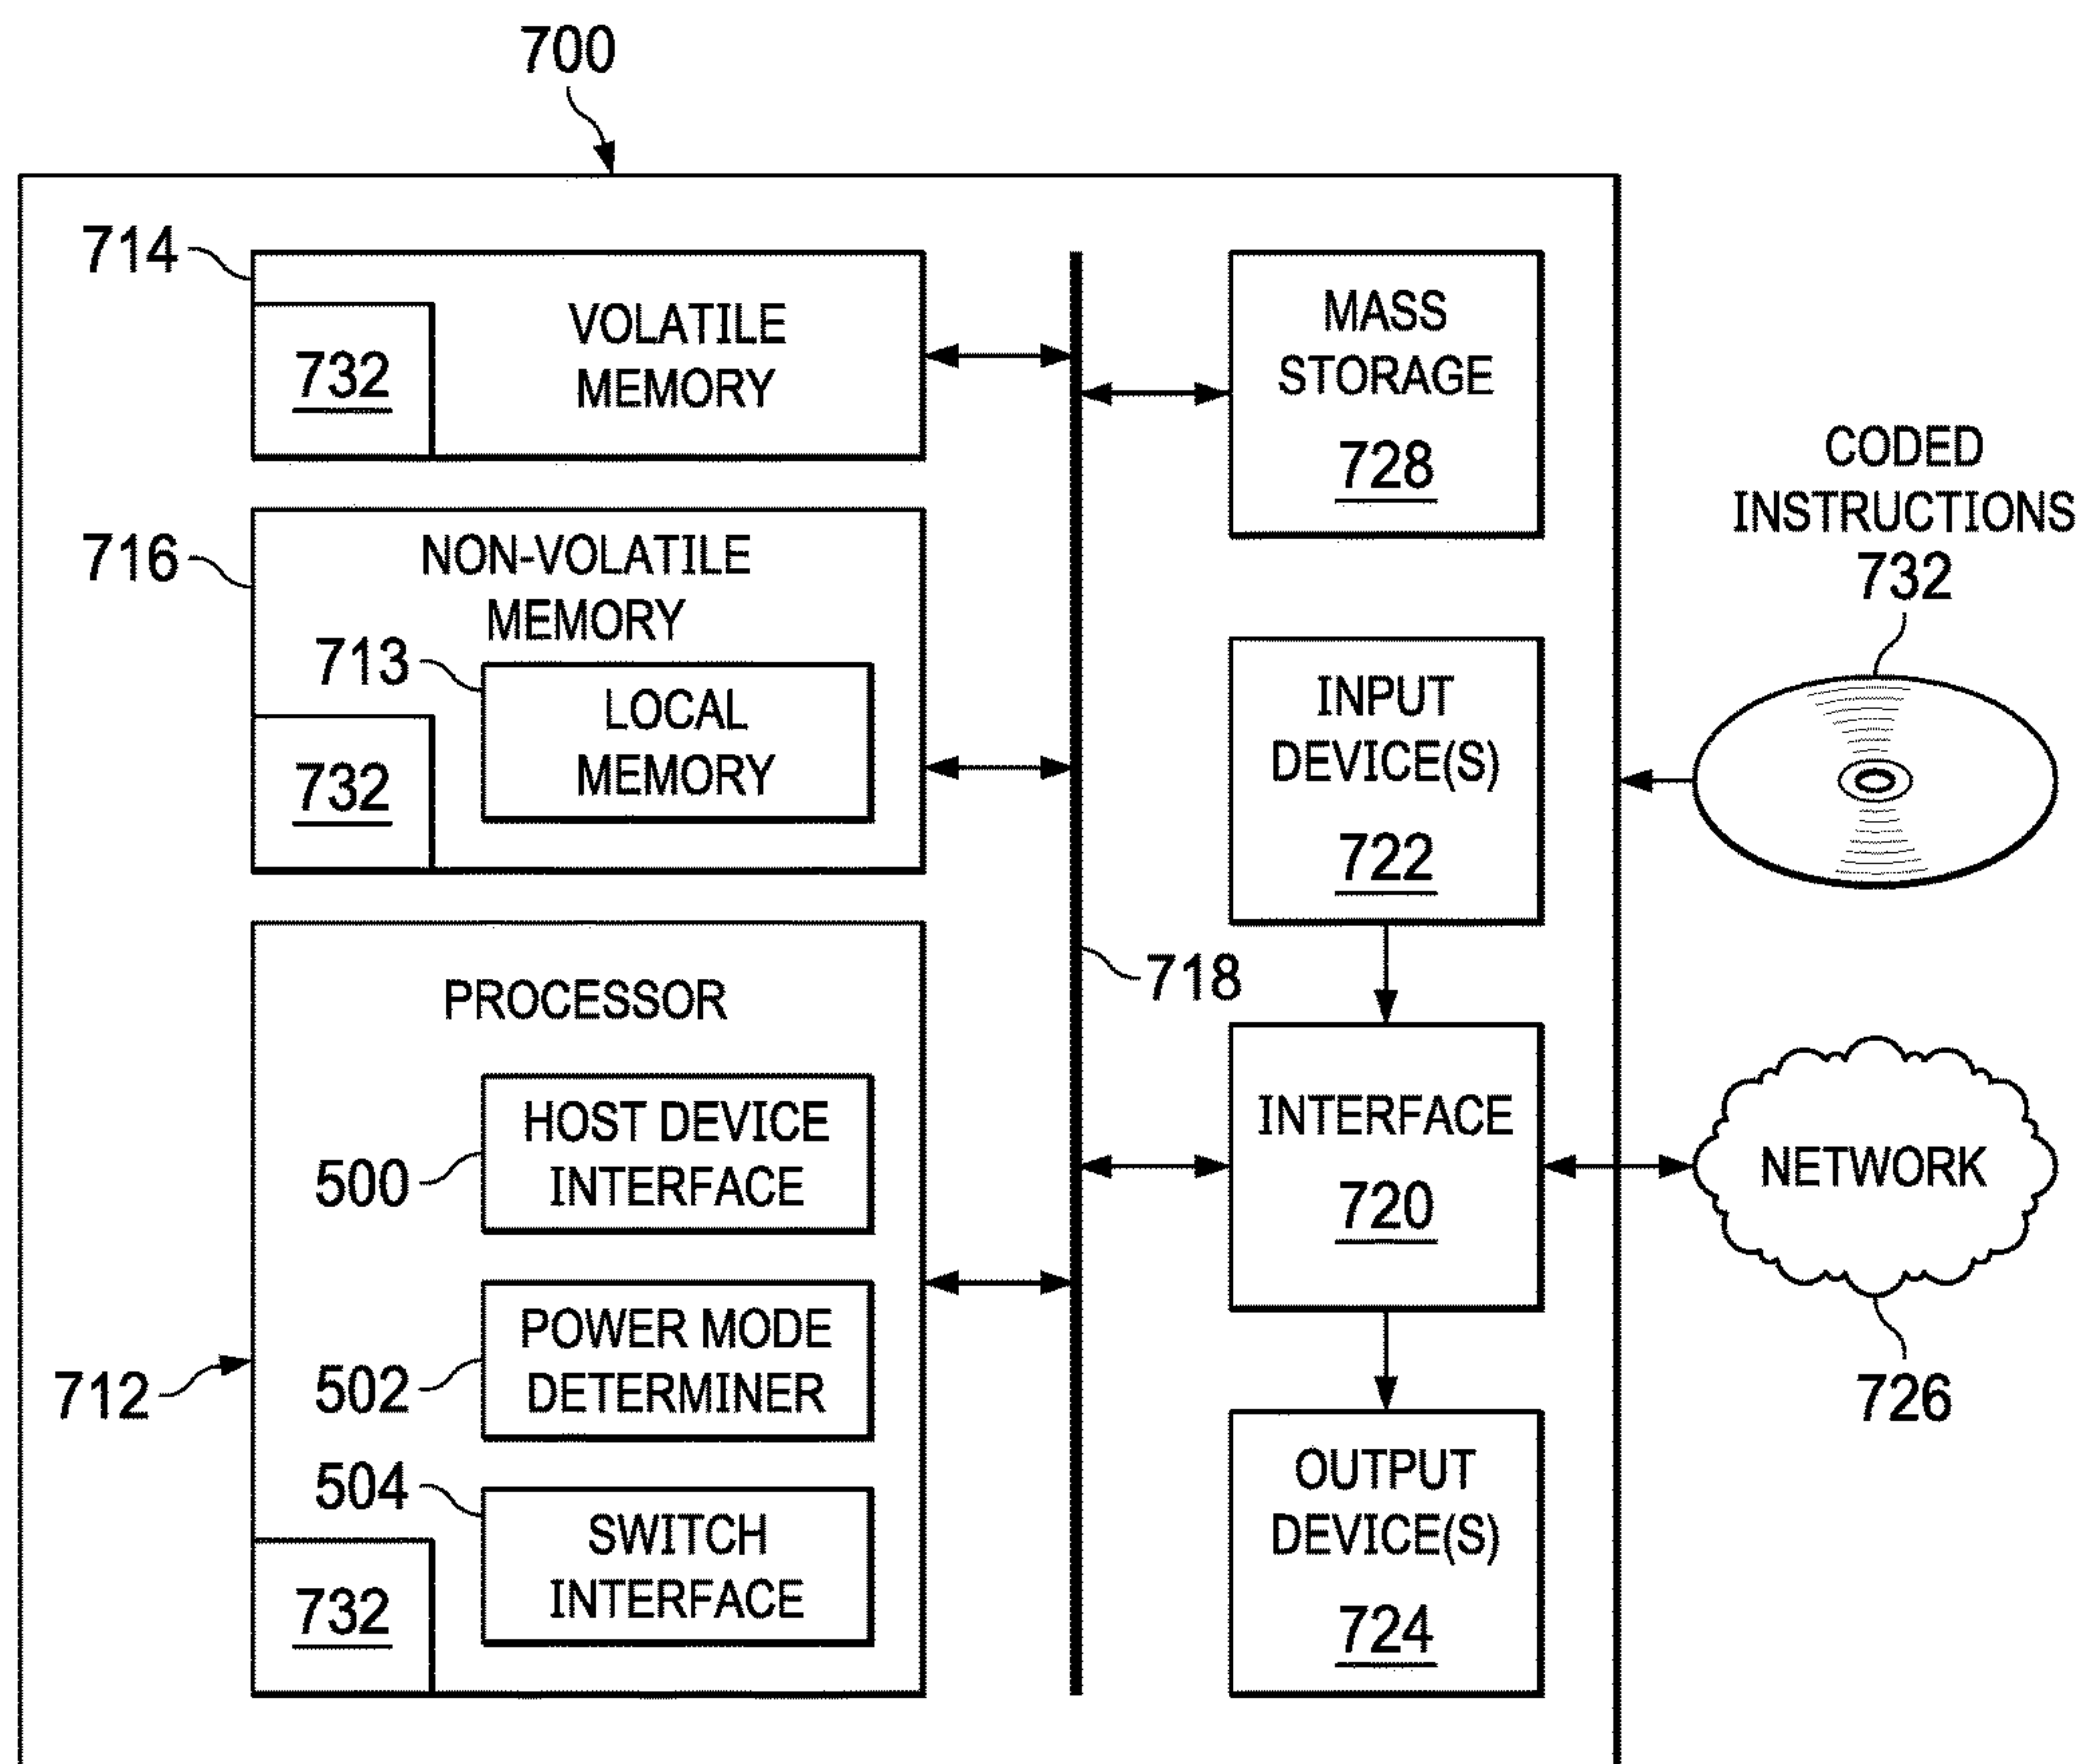 700
714
VOLATILE
MEMORY
732
716
NON-VOLATILE
MEMORY
713
LOCAL
MEMORY
732
PROCESSOR
HOST DEVICE
INTERFACE
500
POWER MODE
DETERMINER
502
712
504
SWITCH
INTERFACE
732
718
MASS
STORAGE
728
INPUT
DEVICE(S)
722
INTERFACE
720
OUTPUT
DEVICE(S)
724
CODED
INSTRUCTIONS
732
NETWORK
726